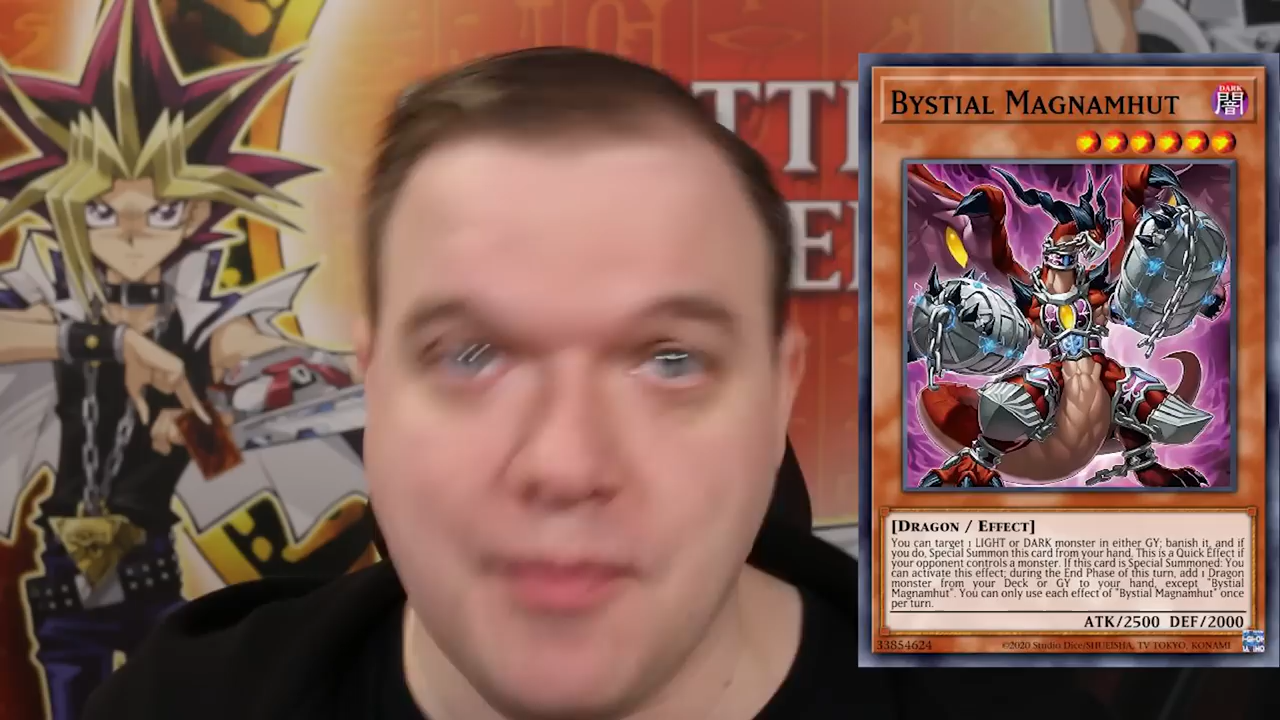 BYSTIAL MAGNAMHUT
DARK
闇
[DRAGON / EFFECT]
You can target 1 LIGHT or DARK monster in either GY; banish it, and if
you do, Special Summon this card from your hand. This is a Quick Effect if
your opponent controls a monster. If this card is Special Summoned: You
can activate this effect; during the End Phase of this turn, add 1 Dragon
monster from your Deck or GY to your hand, except "Bystial
Magnamhut". You can only use each effect of "Bystial Magnamhut" once
per turn.
ATK/2500 DEF/2000
33854624
©2020 Studio Dice/SHUEISHA, TV TOKYO, KONAMI